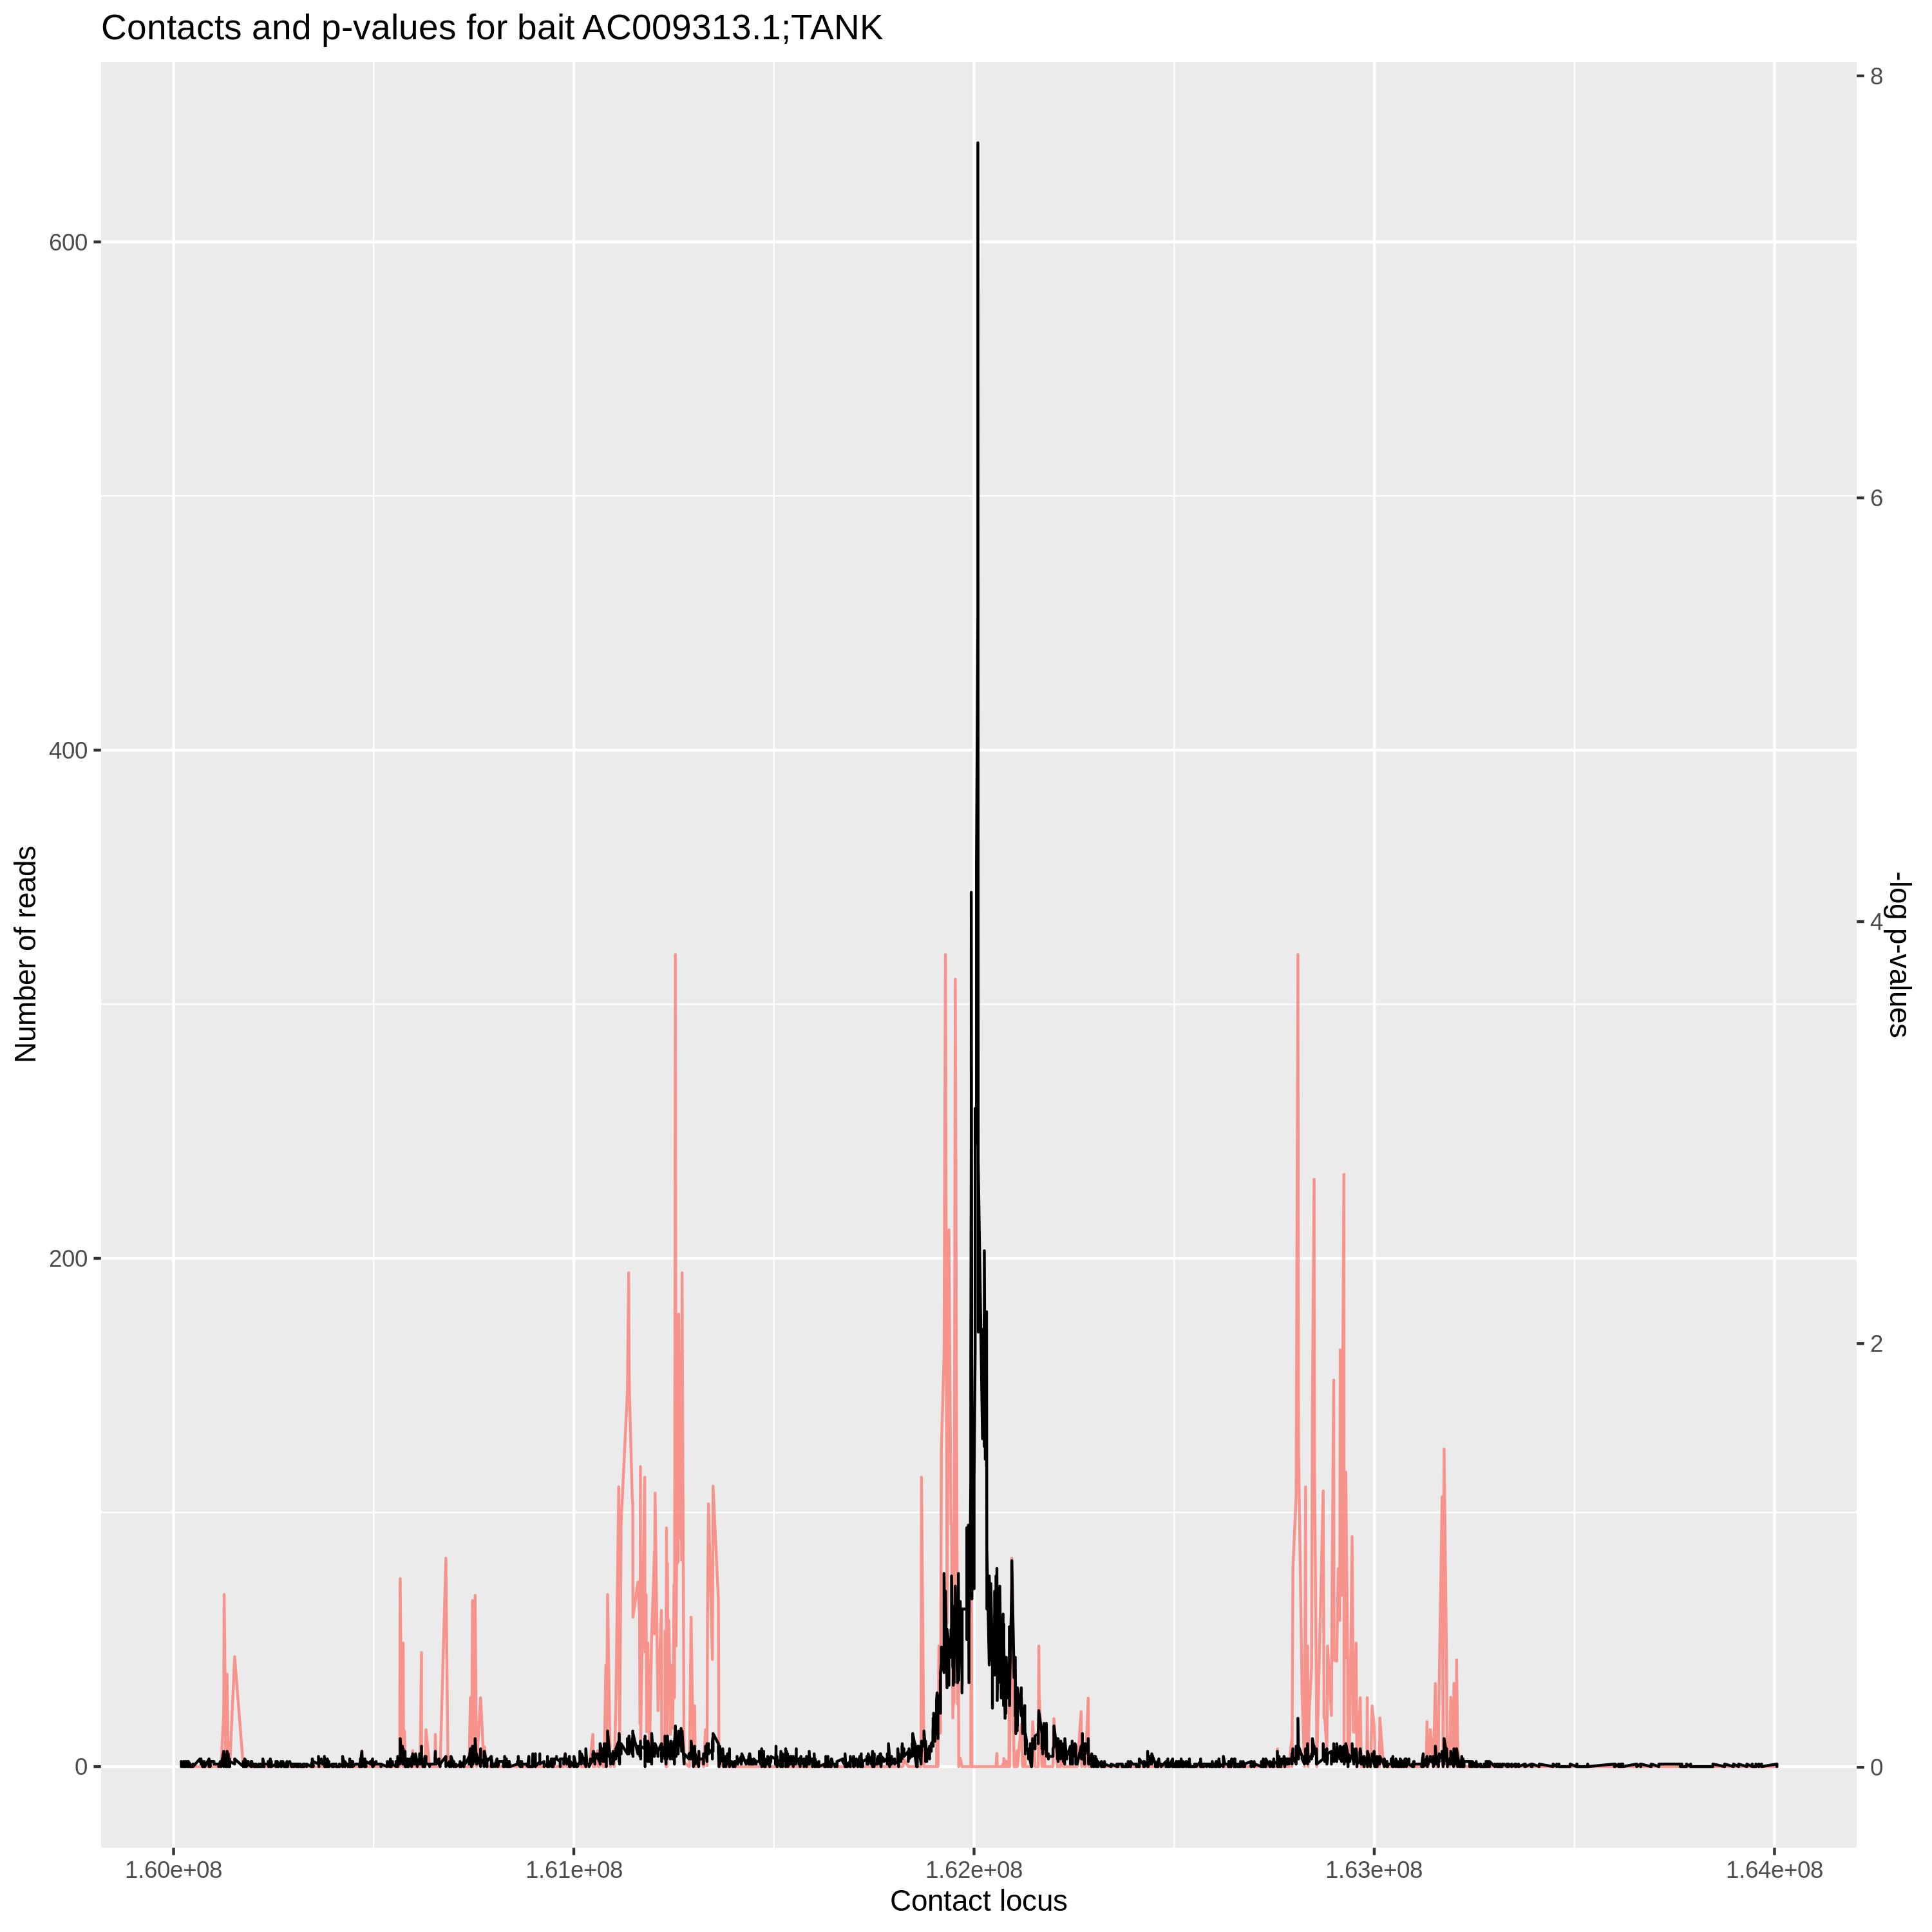 Contacts and p-values for bait AC009313.1;TANK
8
600
6
400
Number of reads
4
-log p-values
200
2
0
0
1.60e+08
1.61e+08
1.62e+08
1.63e+08
1.64e+08
Contact locus